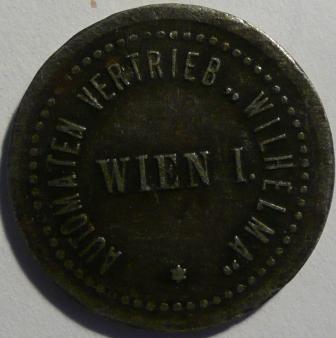 AUTOMATEN VERTRIEB „WILHELMA“
WIEN I.